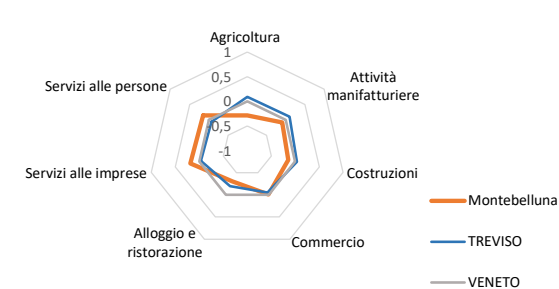 Agricoltura
1
0,5
0
0,5
-1
Attività
manifatturiere
Costruzioni
Commercio
Alloggio e
ristorazione
Servizi alle imprese
Servizi alle persone
Montebelluna
TREVISO
VENETO